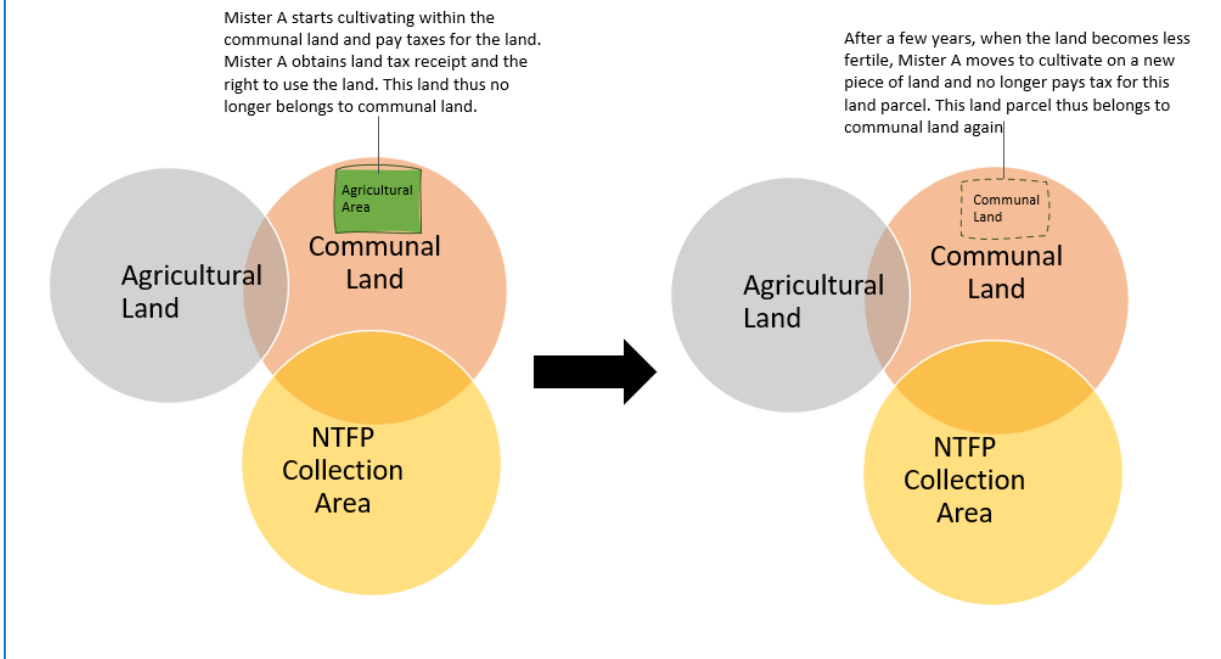 Mister A starts cultivating within the
communal land and pay taxes for the land.
Mister A obtains land tax receipt and the
right to use the land. This land thus no
longer belongs to communal land.
Agricultural
Area
Communal
Land
Agricultural
Land
NTFP
Collection
Area
After a few years, when the land becomes less
fertile, Mister A moves to cultivate on a new
piece of land and no longer pays tax for this
land parcel. This land parcel thus belongs to
communal land again
Communal
Land
Communal
Land
Agricultural
Land
NTFP
Collection
Area